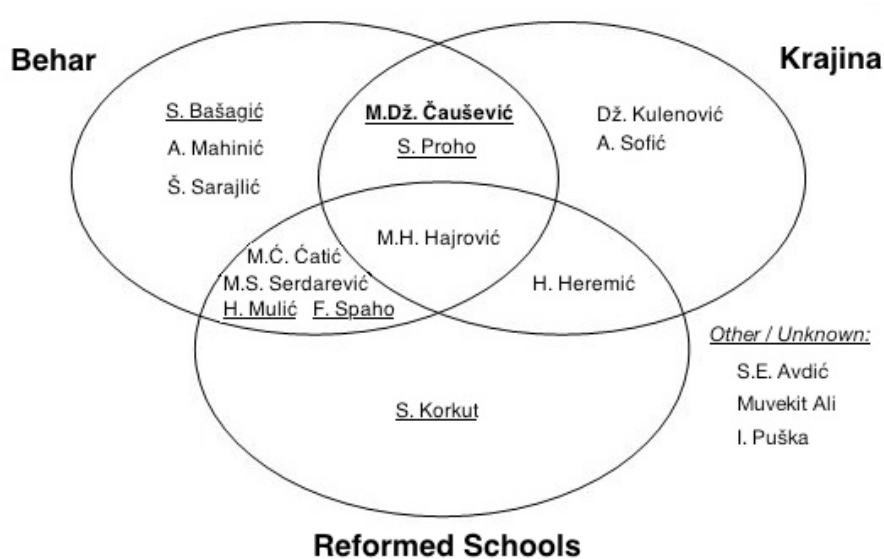 Behar
Krajina
S. Bašagić
A. Mahinić
Š. Sarajlić
M.Dž. Čaušević
S. Proho
Dž. Kulenović
A. Sofić
M.H. Hajrović
M.Ć. Ćatić
M.S. Serdarević
H. Mulić F. Spaho
H. Heremić
Other / Unknown:
S.E. Avdić
Muvekit Ali
I. Puška
S. Korkut
Reformed Schools